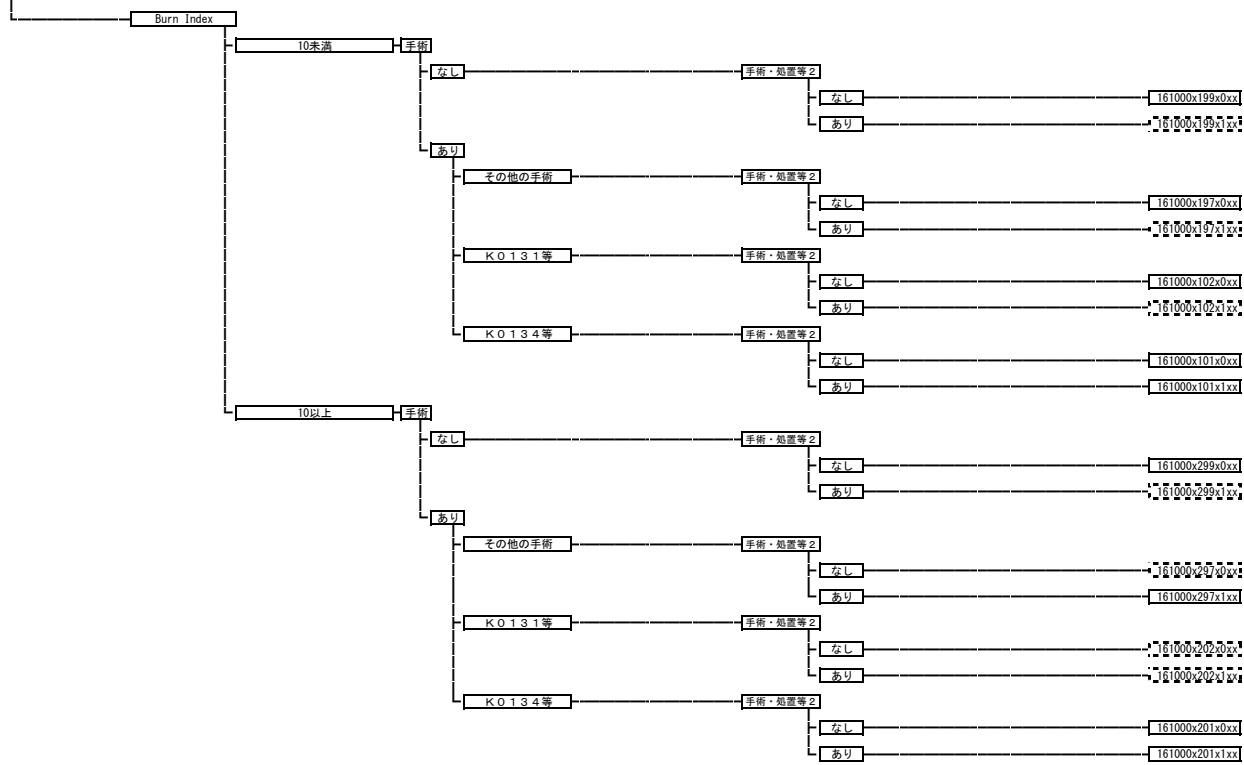 Burn Index
10未満 手術
なし 手術・処置等2
なし 161000x199x0xx
あり 161000x199x1xx
あり
その他の手術 手術・処置等2
なし 161000x197x0xx
あり 161000x197x1xx
K0131等 手術・処置等2
なし 161000x102x0xx
あり 161000x102x1xx
K0134等 手術・処置等2
なし 161000x101x0xx
あり 161000x101x1xx
10以上 手術
なし 手術・処置等2
なし 161000x299x0xx
あり 161000x299x1xx
あり
その他の手術 手術・処置等2
なし 161000x297x0xx
あり 161000x297x1xx
K0131等 手術・処置等2
なし 161000x202x0xx
あり 161000x202x1xx
K0134等 手術・処置等2
なし 161000x201x0xx
あり 161000x201x1xx